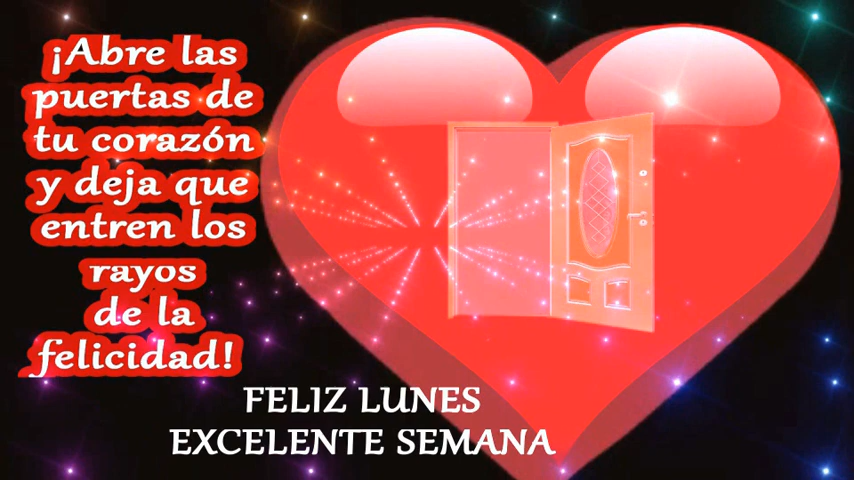 ¡Abre las
puertas de
tu corazón
y deja que
entren los
rayos
de la
felicidad!
FELIZ LUNES
EXCELENTE SEMANA